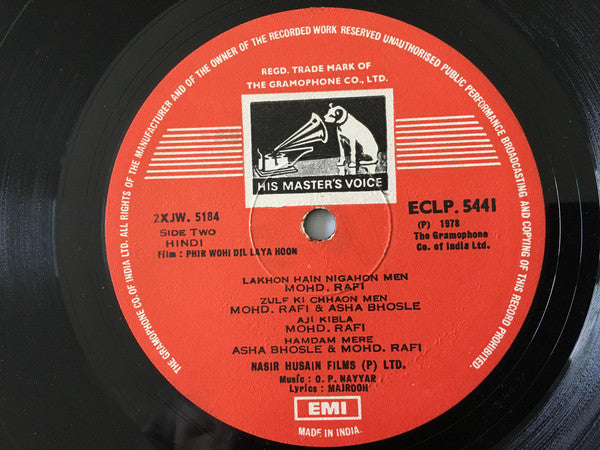 THE GRAMOPHONE CO. OF INDIA LTD. ALL RIGHTS OF THE MANUFACTURER AND OF THE OWNER OF THE RECORDED WORK RESERVED UNAUTHORISED PUBLIC PERFORMANCE BROADCASTING AND COPYING OF THIS RECORD PROHIBITED.
REGD. TRADE MARK OF
THE GRAMOPHONE CO., LTD.
HIS MASTER'S VOICE
2XJW. 5184
SIDE TWO
HINDI
Film : PHIR WOHI DIL LAYA HOON
ECLP. 5441
(P) 1978
The Gramophone
Co. of India Ltd.
LAKHON HAIN NIGAHON MEN
MOHD. RAFI
ZULF KI CHHAON MEN
MOHD. RAFI & ASHA BHOSLE
AJI KIBLA
MOHD. RAFI
HAMDAM MERE
ASHA BHOSLE & MOHD. RAFI
NASIR HUSAIN FILMS (P) LTD.
Music : O. P. NAYYAR
Lyrics : MAJROOH
EMI
MADE IN INDIA.